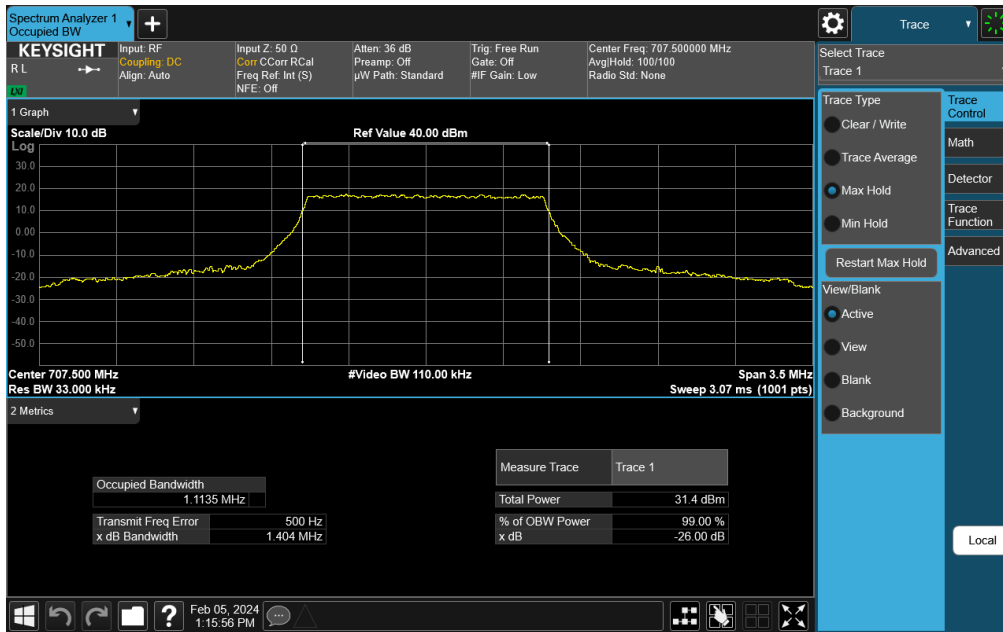 Spectrum Analyzer 1
Occupied BW
Trace
KEYSIGHT
R L
LXI
Input: RF
Coupling: DC
Align: Auto
Input Z: 50 Ω
Corr CCorr RCal
Freq Ref: Int (S)
NFE: Off
Atten: 36 dB
Preamp: Off
µW Path: Standard
Trig: Free Run
Gate: Off
#IF Gain: Low
Center Freq: 707.500000 MHz
Avg|Hold: 100/100
Radio Std: None
Select Trace
Trace 1
1 Graph
Scale/Div 10.0 dB
Ref Value 40.00 dBm
Log
30.0
20.0
10.0
0.00
-10.0
-20.0
-30.0
-40.0
-50.0
Center 707.500 MHz
#Video BW 110.00 kHz
Span 3.5 MHz
Res BW 33.000 kHz
Sweep 3.07 ms (1001 pts)
Trace Type
Clear / Write
Trace Average
Max Hold
Min Hold
Restart Max Hold
View/Blank
Active
View
Blank
Background
Trace
Control
Math
Detector
Trace
Function
Advanced
Local
2 Metrics
Measure Trace Trace 1
Occupied Bandwidth
1.1135 MHz
Total Power 31.4 dBm
Transmit Freq Error 500 Hz
% of OBW Power 99.00 %
x dB Bandwidth 1.404 MHz
x dB -26.00 dB
Feb 05, 2024
1:15:56 PM